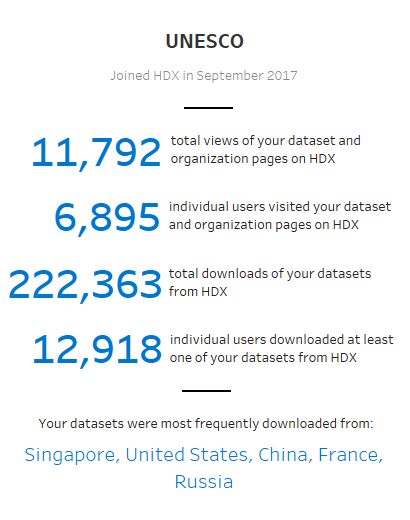 UNESCO
Joined HDX in September 2017
11,792 total views of your dataset and
organization pages on HDX
6,895 individual users visited your dataset
and organization pages on HDX
222,363 total downloads of your datasets
from HDX
12,918 individual users downloaded at least
one of your datasets from HDX
Your datasets were most frequently downloaded from:
Singapore, United States, China, France,
Russia